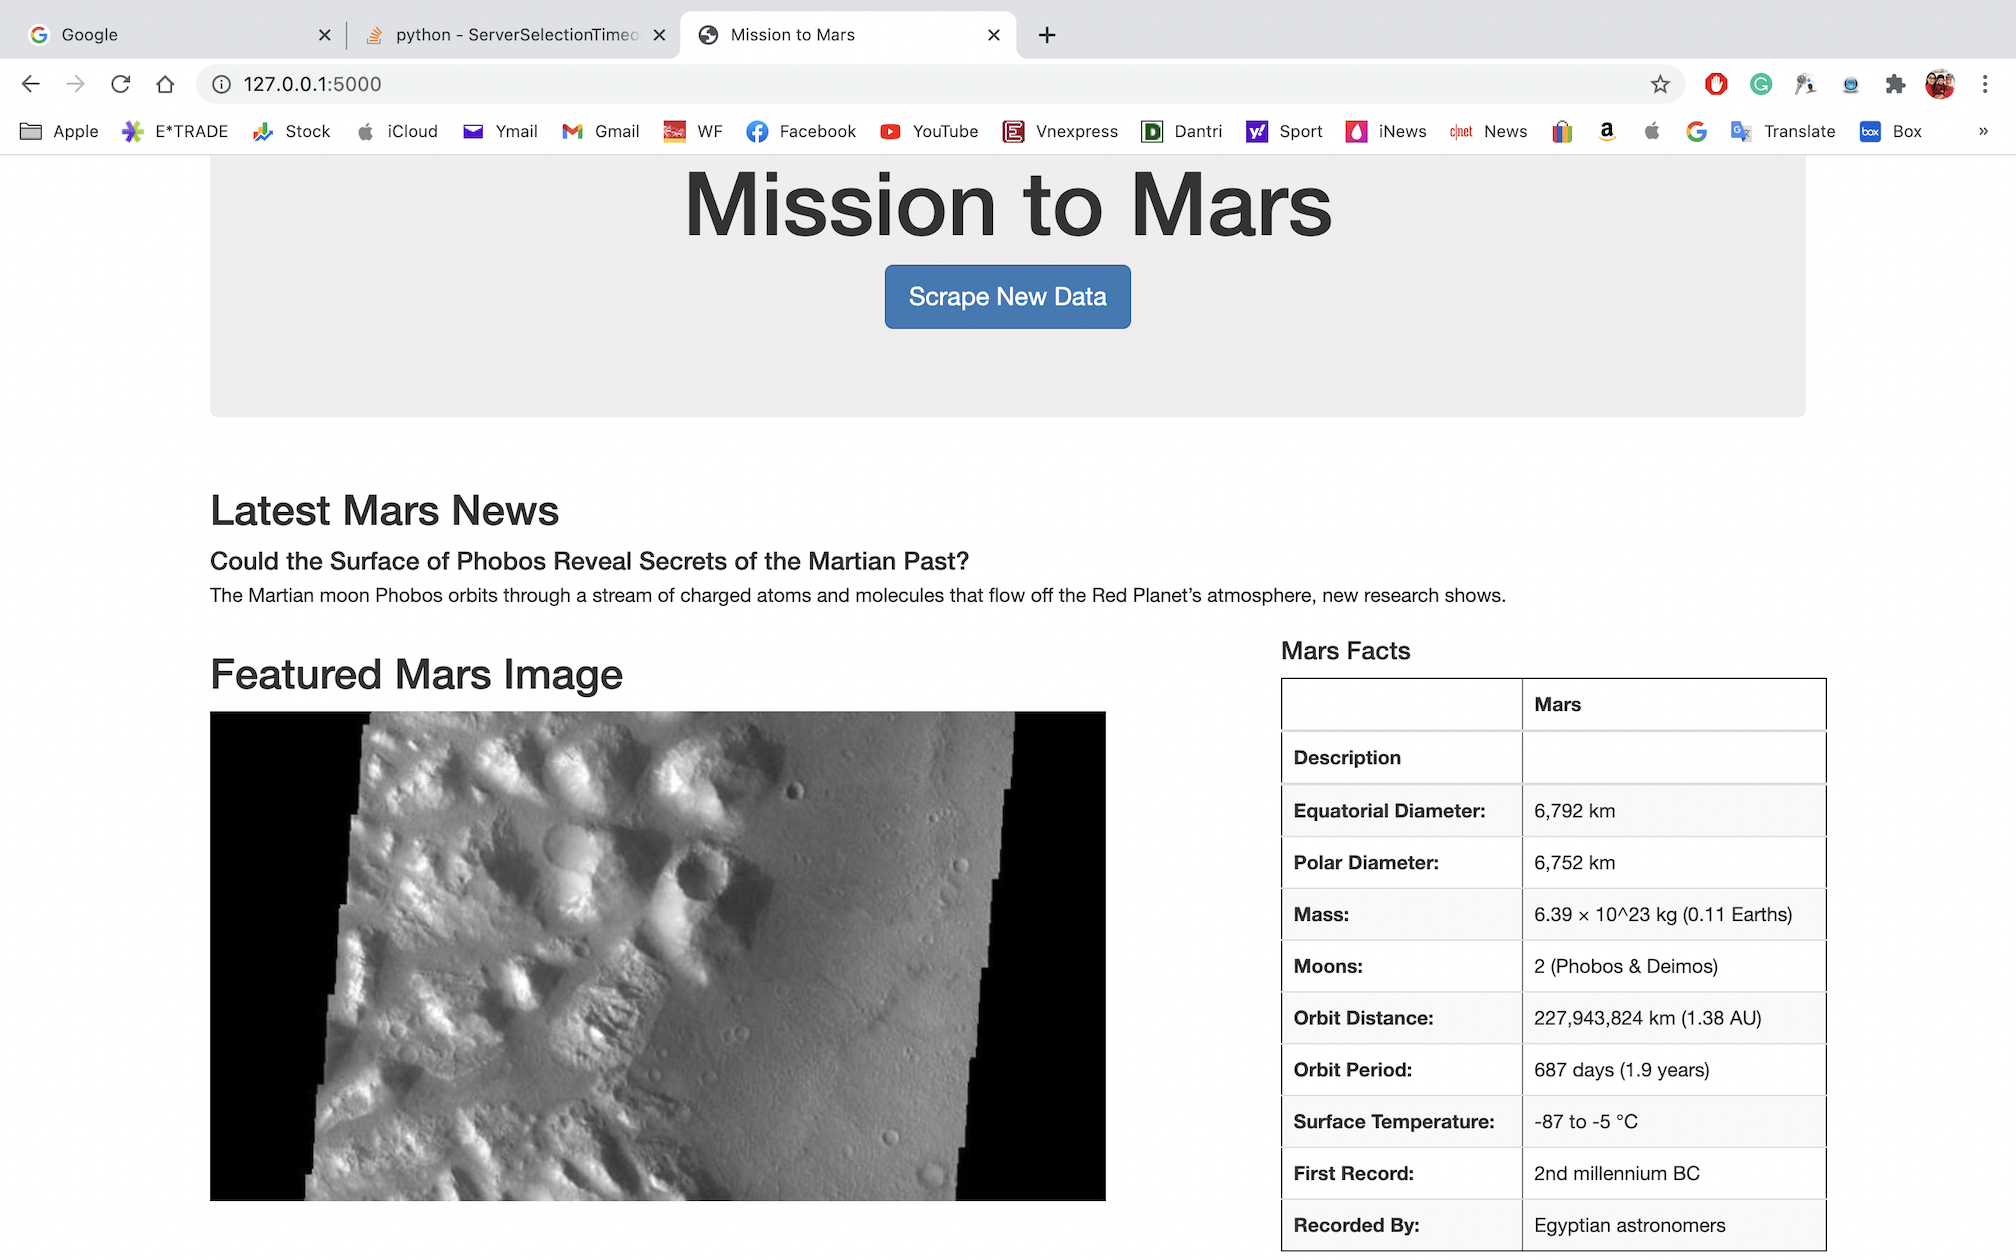 Google
python - ServerSelectionTimeo
Mission to Mars
127.0.0.1:5000
Apple E*TRADE Stock iCloud Ymail Gmail WF Facebook YouTube Vnexpress Dantri Sport iNews c|net News Translate box Box »
Mission to Mars
Scrape New Data
Latest Mars News
Could the Surface of Phobos Reveal Secrets of the Martian Past?
The Martian moon Phobos orbits through a stream of charged atoms and molecules that flow off the Red Planet’s atmosphere, new research shows.
Featured Mars Image
Mars Facts
Mars
Description
Equatorial Diameter: 6,792 km
Polar Diameter: 6,752 km
Mass: 6.39 × 10^23 kg (0.11 Earths)
Moons: 2 (Phobos & Deimos)
Orbit Distance: 227,943,824 km (1.38 AU)
Orbit Period: 687 days (1.9 years)
Surface Temperature: -87 to -5 °C
First Record: 2nd millennium BC
Recorded By: Egyptian astronomers